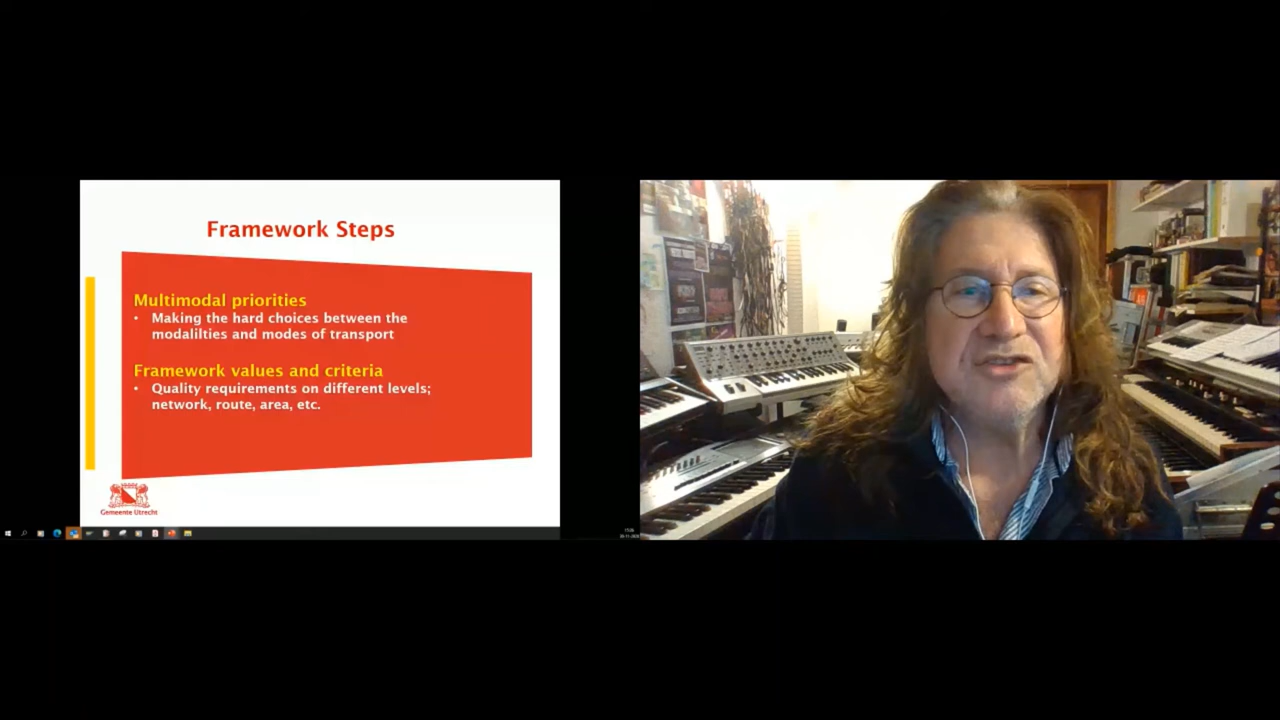 Framework Steps
Multimodal priorities
• Making the hard choices between the
modalilties and modes of transport
Framework values and criteria
• Quality requirements on different levels;
network, route, area, etc.
Gemeente Utrecht